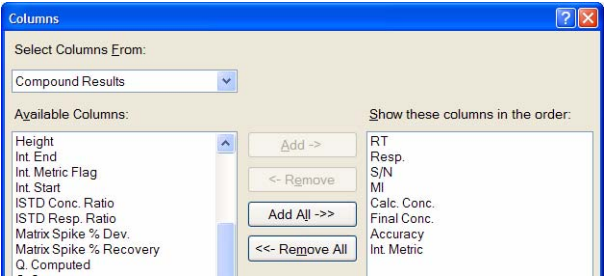 Columns
Select Columns From:
Compound Results
Available Columns:
Height
Int. End
Int. Metric Flag
Int. Start
ISTD Conc. Ratio
ISTD Resp. Ratio
Matrix Spike % Dev.
Matrix Spike % Recovery
Q. Computed
Add ->
<- Remove
Add All ->>
<<- Remove All
Show these columns in the order:
RT
Resp.
S/N
MI
Calc. Conc.
Final Conc.
Accuracy
Int. Metric